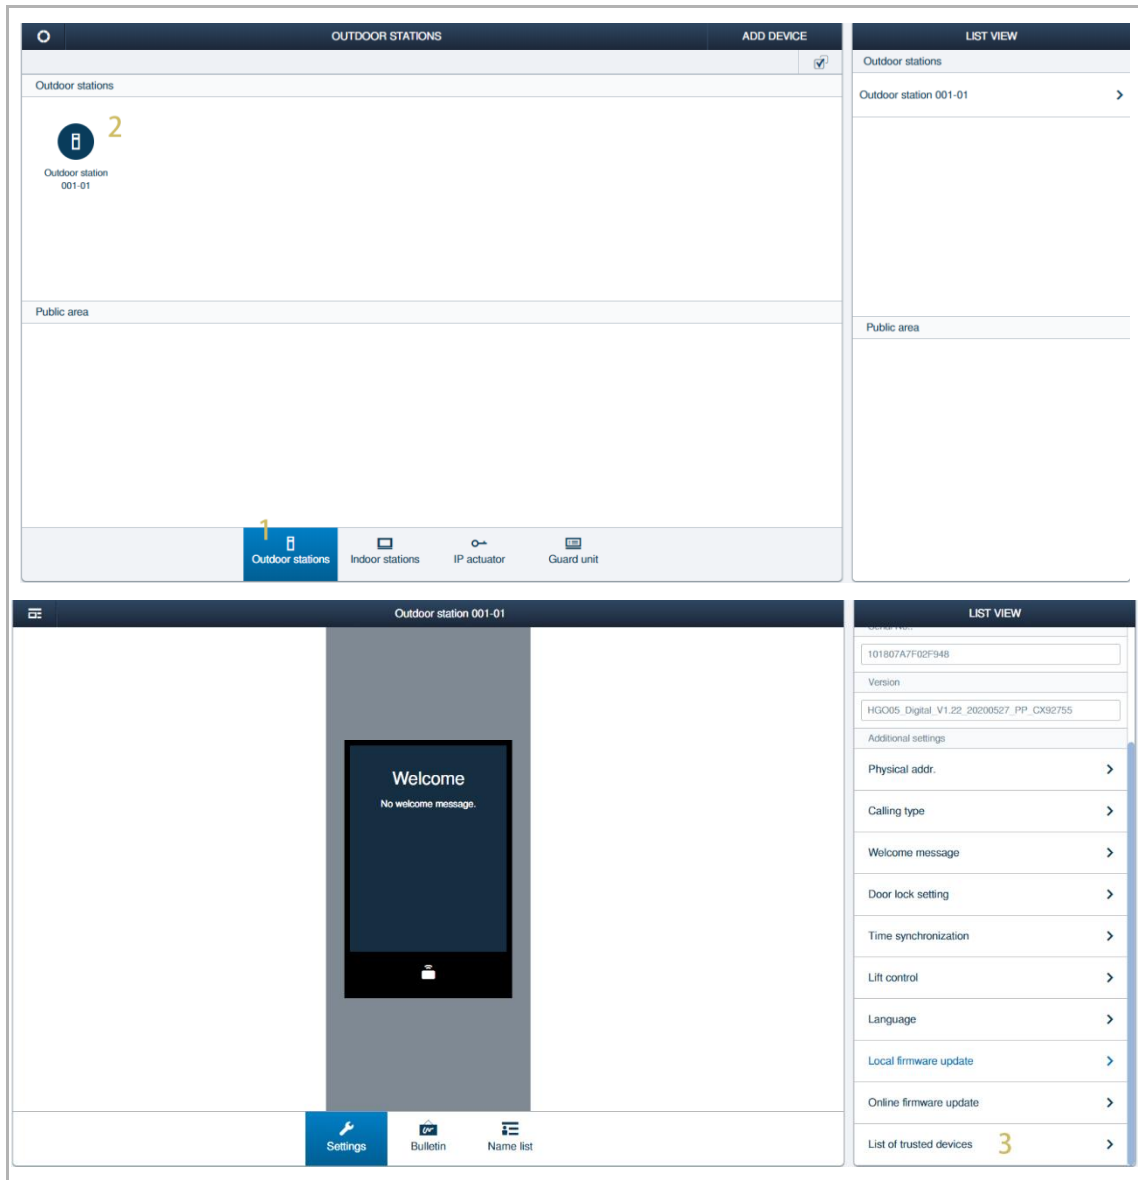 OUTDOOR STATIONS
ADD DEVICE
LIST VIEW
Outdoor stations
Outdoor stations
Outdoor station 001-01
2
Outdoor station
001-01
Public area
Public area
1
Outdoor stations
Indoor stations
IP actuator
Guard unit
Outdoor station 001-01
LIST VIEW
Serial No.:
101807A7F02F948
Version
HGO05_Digital_V1.22_20200527_PP_CX92755
Additional settings
Welcome
No welcome message.
Physical addr.
Calling type
Welcome message
Door lock setting
Time synchronization
Lift control
Language
Local firmware update
Online firmware update
List of trusted devices
3
Settings
Bulletin
Name list